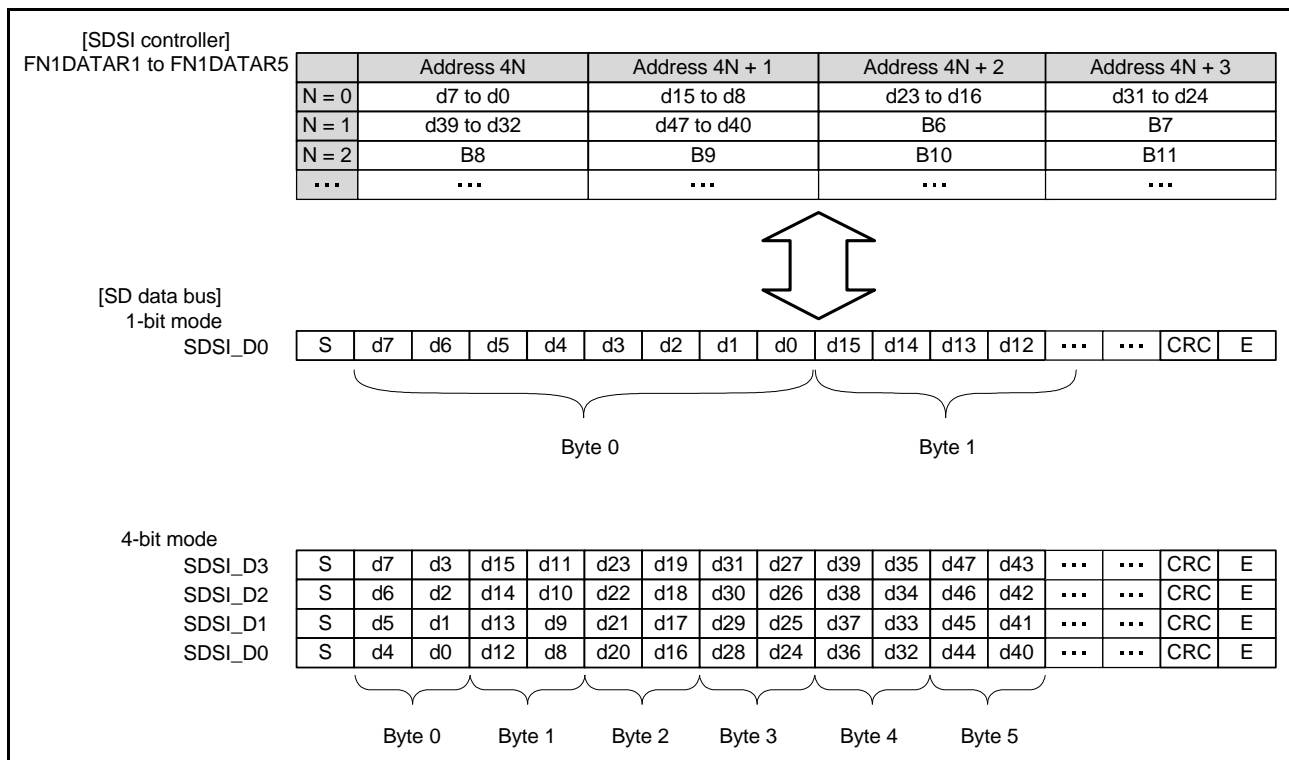 [SDSI controller]
FN1DATAR1 to FN1DATAR5
Address 4N Address 4N + 1 Address 4N + 2 Address 4N + 3
N = 0 d7 to d0 d15 to d8 d23 to d16 d31 to d24
N = 1 d39 to d32 d47 to d40 B6 B7
N = 2 B8 B9 B10 B11
... ... ... ... ...
[SD data bus]
1-bit mode
SDSI_D0 S d7 d6 d5 d4 d3 d2 d1 d0 d15 d14 d13 d12 ... ... CRC E
Byte 0 Byte 1
4-bit mode
SDSI_D3 S d7 d3 d15 d11 d23 d19 d31 d27 d39 d35 d47 d43 ... ... CRC E
SDSI_D2 S d6 d2 d14 d10 d22 d18 d30 d26 d38 d34 d46 d42 ... ... CRC E
SDSI_D1 S d5 d1 d13 d9 d21 d17 d29 d25 d37 d33 d45 d41 ... ... CRC E
SDSI_D0 S d4 d0 d12 d8 d20 d16 d28 d24 d36 d32 d44 d40 ... ... CRC E
Byte 0 Byte 1 Byte 2 Byte 3 Byte 4 Byte 5